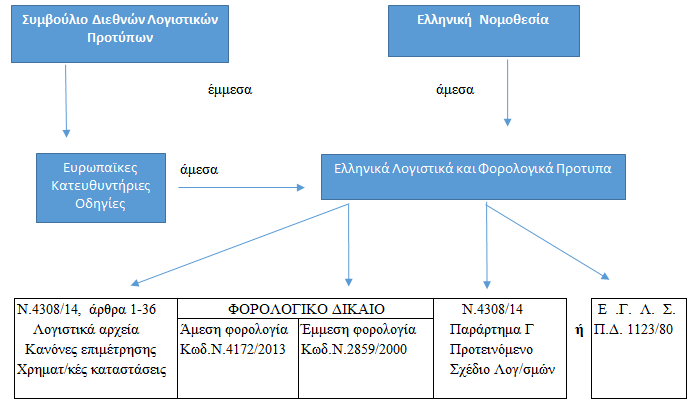 Συμβούλιο Διεθνών Λογιστικών
Προτύπων
Ελληνική Νομοθεσία
έμμεσα
άμεσα
Ευρωπαϊκες
Κατευθυντήριες
Οδηγίες
άμεσα
Ελληνικά Λογιστικά και Φορολογικά Προτυπα
Ν.4308/14, άρθρα 1-36
Λογιστικά αρχεία
Κανόνες επιμέτρησης
Χρηματ/κές καταστάσεις
ΦΟΡΟΛΟΓΙΚΟ ΔΙΚΑΙΟ
Άμεση φορολογία
Κωδ.Ν.4172/2013
Έμμεση φορολογία
Κωδ.Ν.2859/2000
Ν.4308/14
Παράρτημα Γ
Προτεινόμενο
Σχέδιο Λογ/σμών
ή
Ε .Γ. Λ. Σ.
Π.Δ. 1123/80